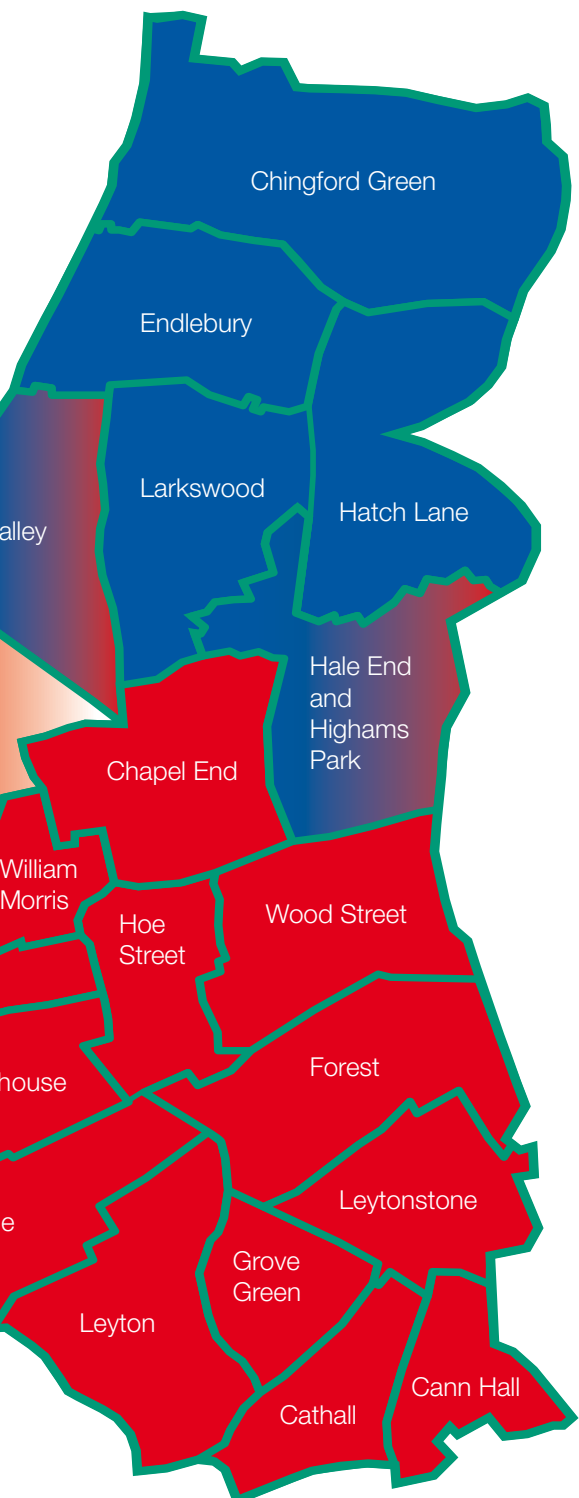 Chingford Green
Endlebury
Larkswood
Hatch Lane
alley
Hale End
and
Highams
Park
Chapel End
William
Morris
Hoe
Street
Wood Street
Forest
house
Leytonstone
e
Grove
Green
Leyton
Cann Hall
Cathall